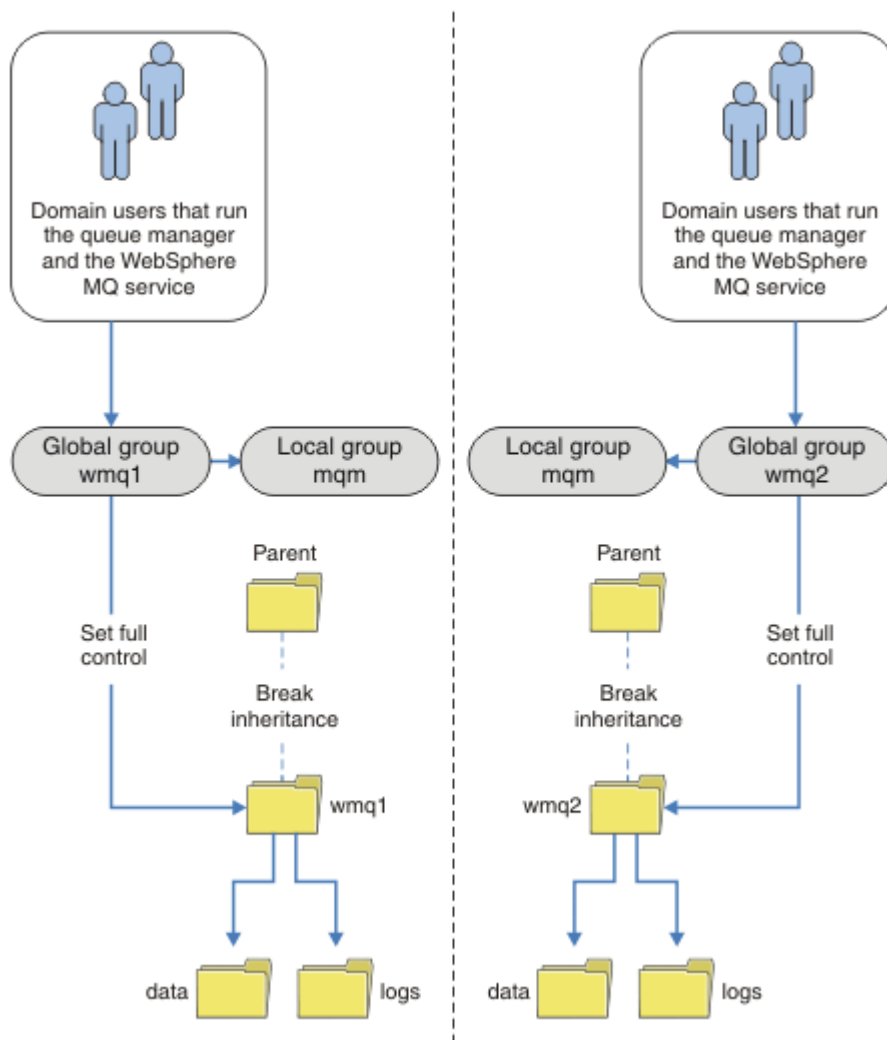 Domain users that run
the queue manager
and the WebSphere
MQ service
Global group
wmq1
Local group
mqm
Parent
Set full
control
Break
inheritance
wmq1
data
logs
Domain users that run
the queue manager
and the WebSphere
MQ service
Local group
mqm
Global group
wmq2
Parent
Set full
control
Break
inheritance
wmq2
data
logs